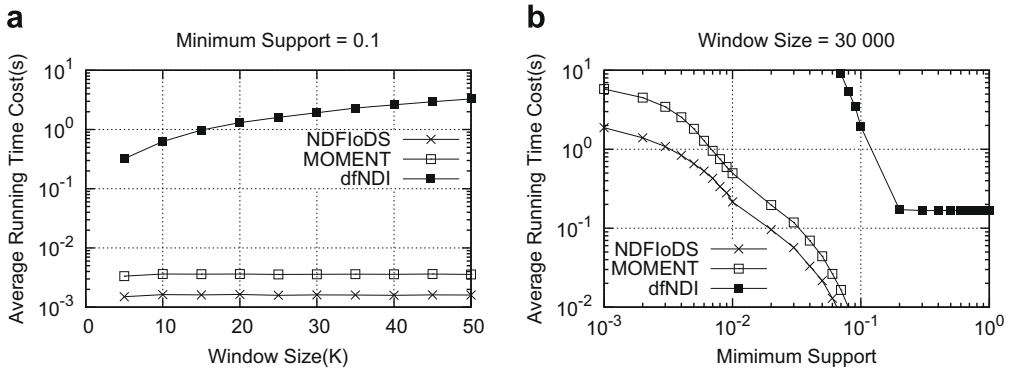 a
Minimum Support = 0.1
Average Running Time Cost(s)
10^1
10^0
10^-1
10^-2
10^-3
NDFIoDS
MOMENT
dfNDI
0 10 20 30 40 50
Window Size(K)
b
Window Size = 30 000
Average Running Time Cost(s)
10^1
10^0
10^-1
10^-2
NDFIoDS
MOMENT
dfNDI
10^-3 10^-2 10^-1 10^0
Mimimum Support